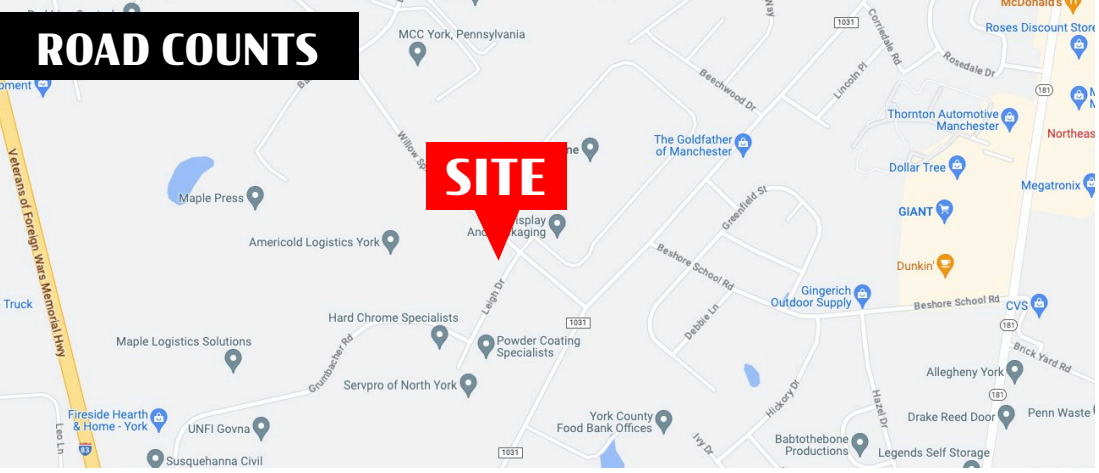 ROAD COUNTS
MCC York, Pennsylvania
McDonald's
Roses Discount Store
1031
Corriedale Rd
Way
Rosedale Dr
Lincoln Pl
Beechwood Dr
181
Thornton Automotive
Manchester
Northeas
The Goldfather
of Manchester
Dollar Tree
Megatronix
Veterans of Foreign Wars Memorial Hwy
Maple Press
SITE
GIANT
Greenfield St
Americold Logistics York
Dunkin'
Beshore School Rd
Gingerich
Outdoor Supply
Beshore School Rd
CVS
Truck
Leigh Dr
Hard Chrome Specialists
1031
Debbie Ln
181
Maple Logistics Solutions
Powder Coating
Specialists
Brick Yard Rd
Grumbacher Rd
Servpro of North York
Allegheny York
181
Hickory Dr
Hazel Dr
Fireside Hearth
& Home - York
UNFI Govna
York County
Food Bank Offices
Drake Reed Door
Penn Waste
Leo Ln
83
Ivy Dr
Babtothebone
Productions
1031
Legends Self Storage
Susquehanna Civil